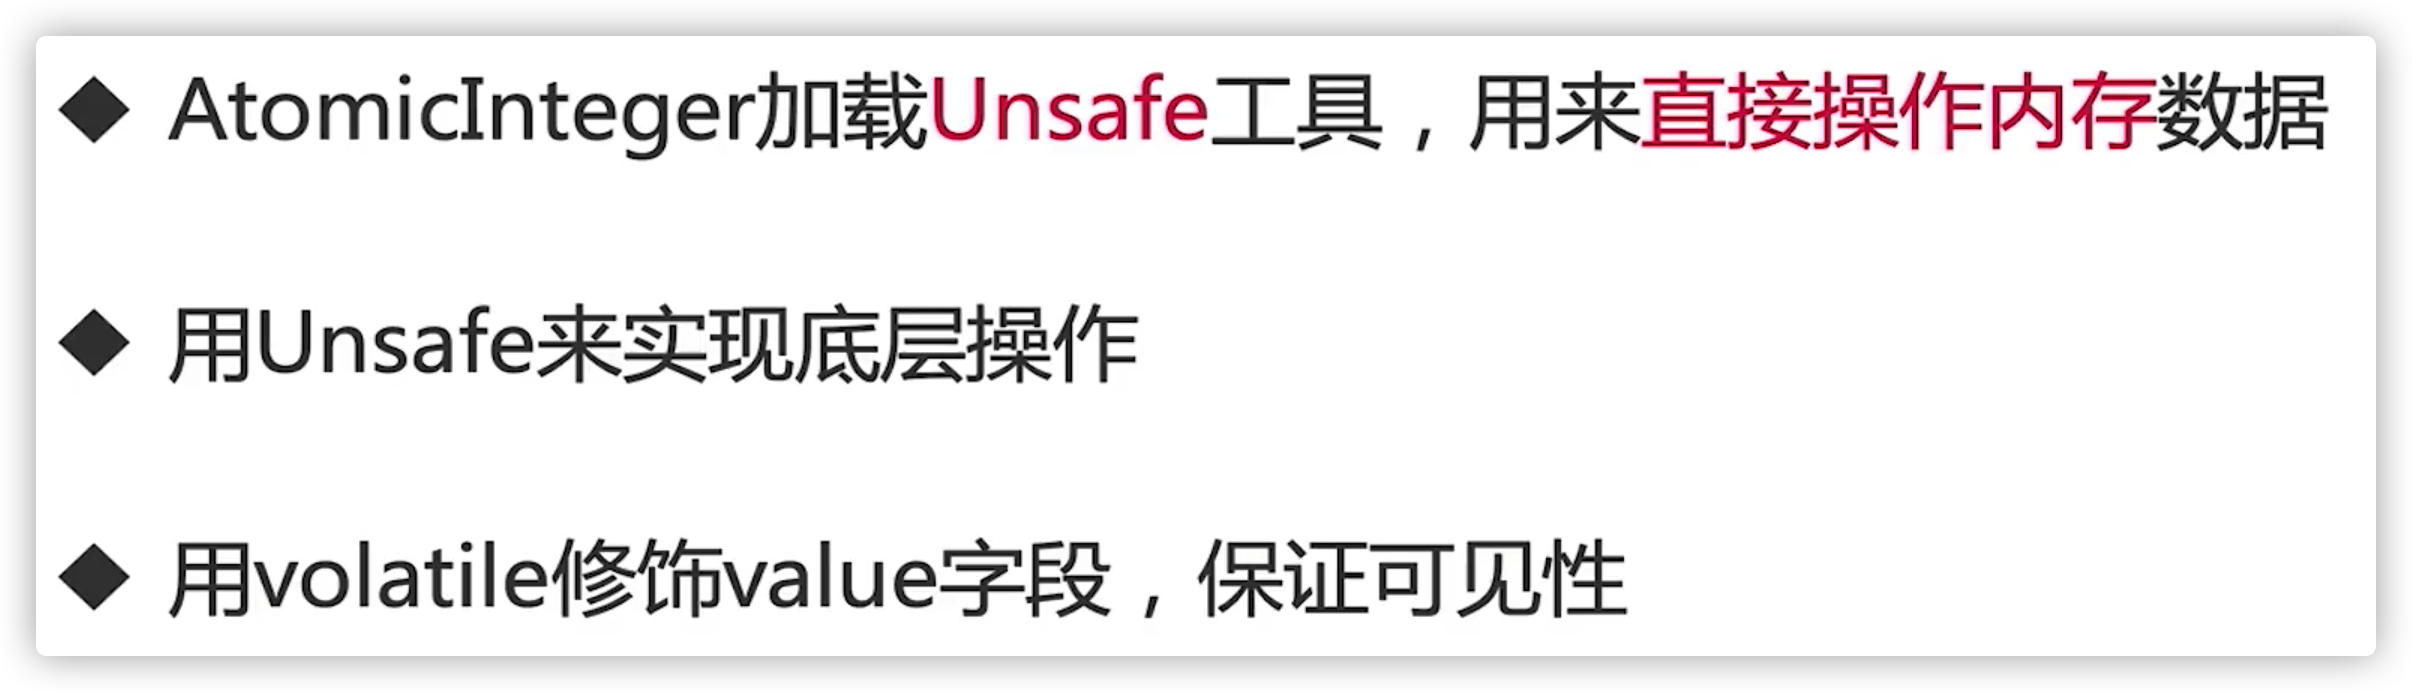 ◆ AtomicInteger加载Unsafe工具，用来直接操作内存数据
◆ 用Unsafe来实现底层操作
◆ 用volatile修饰value字段，保证可见性